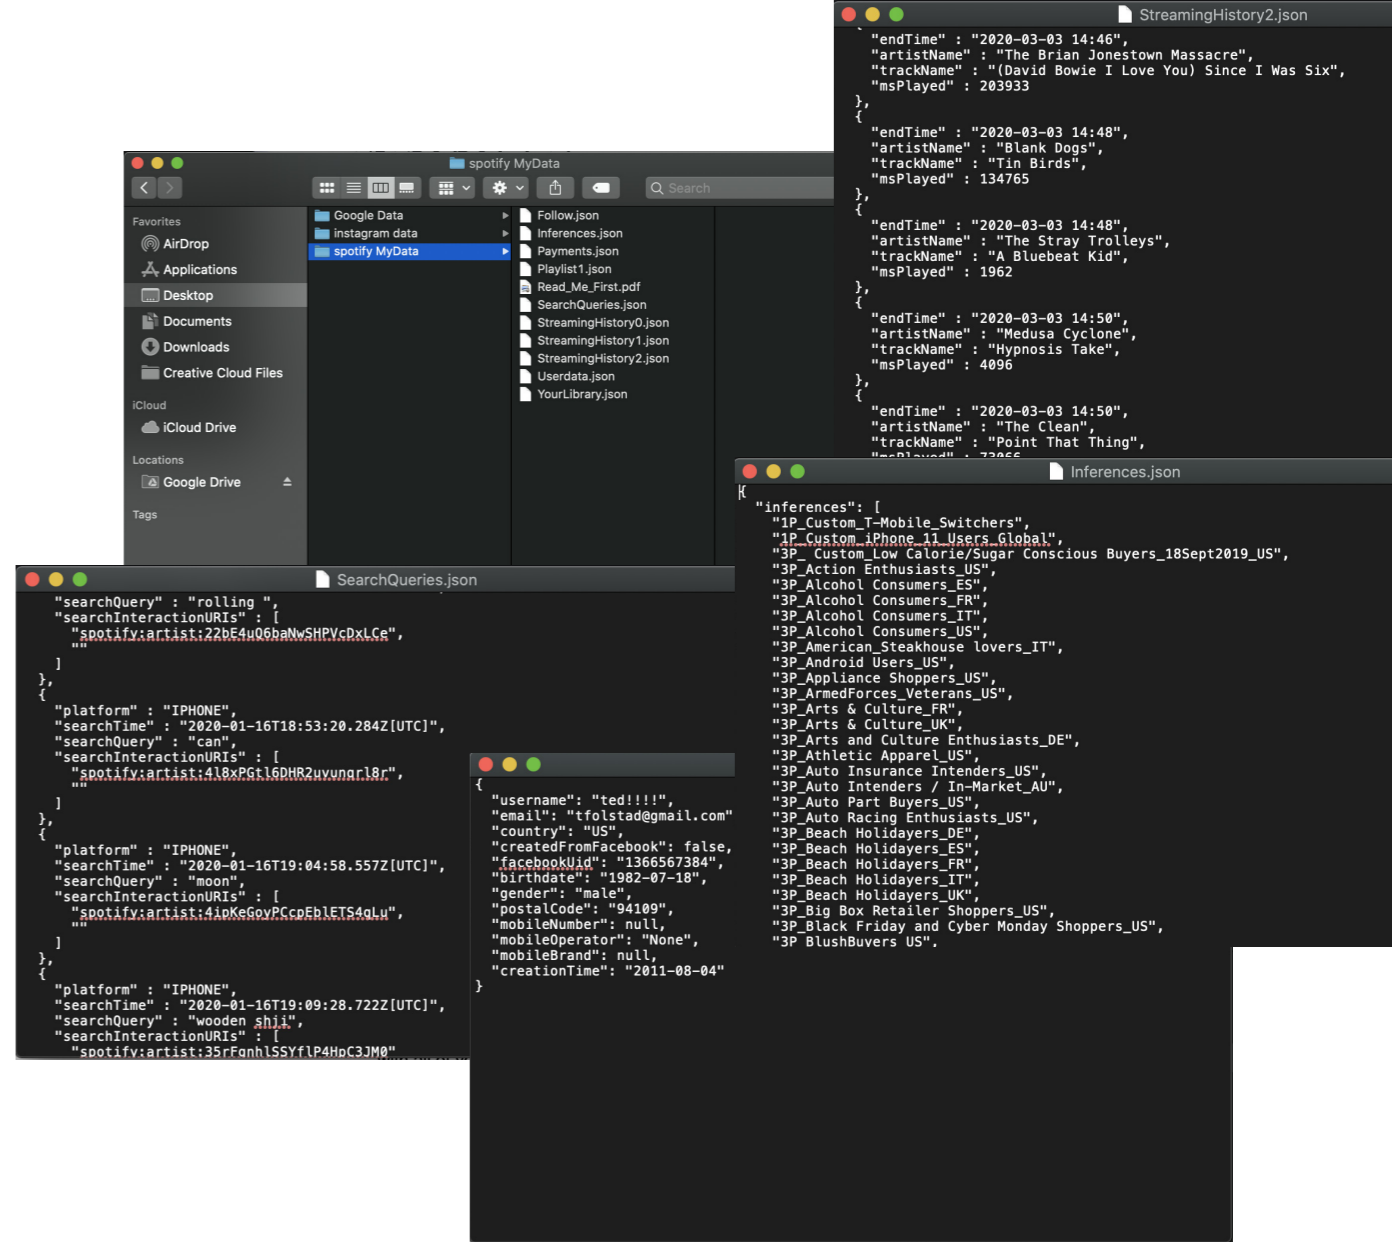 StreamingHistory2.json
"endTime" : "2020-03-03 14:46",
"artistName" : "The Brian Jonestown Massacre",
"trackName" : "(David Bowie I Love You) Since I Was Six",
"msPlayed" : 203933
},
{
"endTime" : "2020-03-03 14:48",
"artistName" : "Blank Dogs",
"trackName" : "Tin Birds",
"msPlayed" : 134765
},
{
"endTime" : "2020-03-03 14:48",
"artistName" : "The Stray Trolleys",
"trackName" : "A Bluebeat Kid",
"msPlayed" : 1962
},
{
"endTime" : "2020-03-03 14:50",
"artistName" : "Medusa Cyclone",
"trackName" : "Hypnosis Take",
"msPlayed" : 4096
},
{
"endTime" : "2020-03-03 14:50",
"artistName" : "The Clean",
"trackName" : "Point That Thing",
"msPlayed" : 73066
spotify MyData
Search
Favorites
AirDrop
Applications
Desktop
Documents
Downloads
Creative Cloud Files
iCloud
iCloud Drive
Locations
Google Drive
Tags
Google Data
instagram data
spotify MyData
Follow.json
Inferences.json
Payments.json
Playlist1.json
Read_Me_First.pdf
SearchQueries.json
StreamingHistory0.json
StreamingHistory1.json
StreamingHistory2.json
Userdata.json
YourLibrary.json
Inferences.json
{
"inferences": [
"1P_Custom_T-Mobile_Switchers",
"1P_Custom_iPhone_11_Users_Global",
"3P_ Custom_Low Calorie/Sugar Conscious Buyers_18Sept2019_US",
"3P_Action Enthusiasts_US",
"3P_Alcohol Consumers_ES",
"3P_Alcohol Consumers_FR",
"3P_Alcohol Consumers_IT",
"3P_Alcohol Consumers_US",
"3P_American_Steakhouse lovers_IT",
"3P_Android Users_US",
"3P_Appliance Shoppers_US",
"3P_ArmedForces_Veterans_US",
"3P_Arts & Culture_FR",
"3P_Arts & Culture_UK",
"3P_Arts and Culture Enthusiasts_DE",
"3P_Athletic Apparel_US",
"3P_Auto Insurance Intenders_US",
"3P_Auto Intenders / In-Market_AU",
"3P_Auto Part Buyers_US",
"3P_Auto Racing Enthusiasts_US",
"3P_Beach Holidayers_DE",
"3P_Beach Holidayers_ES",
"3P_Beach Holidayers_FR",
"3P_Beach Holidayers_IT",
"3P_Beach Holidayers_UK",
"3P_Big Box Retailer Shoppers_US",
"3P_Black Friday and Cyber Monday Shoppers_US",
"3P_BlushBuyers_US",
SearchQueries.json
"searchQuery" : "rolling ",
"searchInteractionURIs" : [
"spotify:artist:22bE4uQ6baNwSHPVcDxLCe",
""
]
},
{
"platform" : "IPHONE",
"searchTime" : "2020-01-16T18:53:20.284Z[UTC]",
"searchQuery" : "can",
"searchInteractionURIs" : [
"spotify:artist:4l8xPGtl6DHR2uvunqrl8r",
""
]
},
{
"platform" : "IPHONE",
"searchTime" : "2020-01-16T19:04:58.557Z[UTC]",
"searchQuery" : "moon",
"searchInteractionURIs" : [
"spotify:artist:4ipKeGovPCcpEblETS4qLu",
""
]
},
{
"platform" : "IPHONE",
"searchTime" : "2020-01-16T19:09:28.722Z[UTC]",
"searchQuery" : "wooden shji",
"searchInteractionURIs" : [
"spotify:artist:35rFqnhlSSYflP4HpC3JM0"
{
"username": "ted!!!!",
"email": "tfolstad@gmail.com"
"country": "US",
"createdFromFacebook": false,
"facebookUid": "1366567384",
"birthdate": "1982-07-18",
"gender": "male",
"postalCode": "94109",
"mobileNumber": null,
"mobileOperator": "None",
"mobileBrand": null,
"creationTime": "2011-08-04"
}